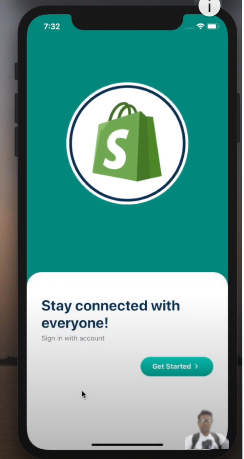 7:32
S
Stay connected with
everyone!
Sign in with account
Get Started >